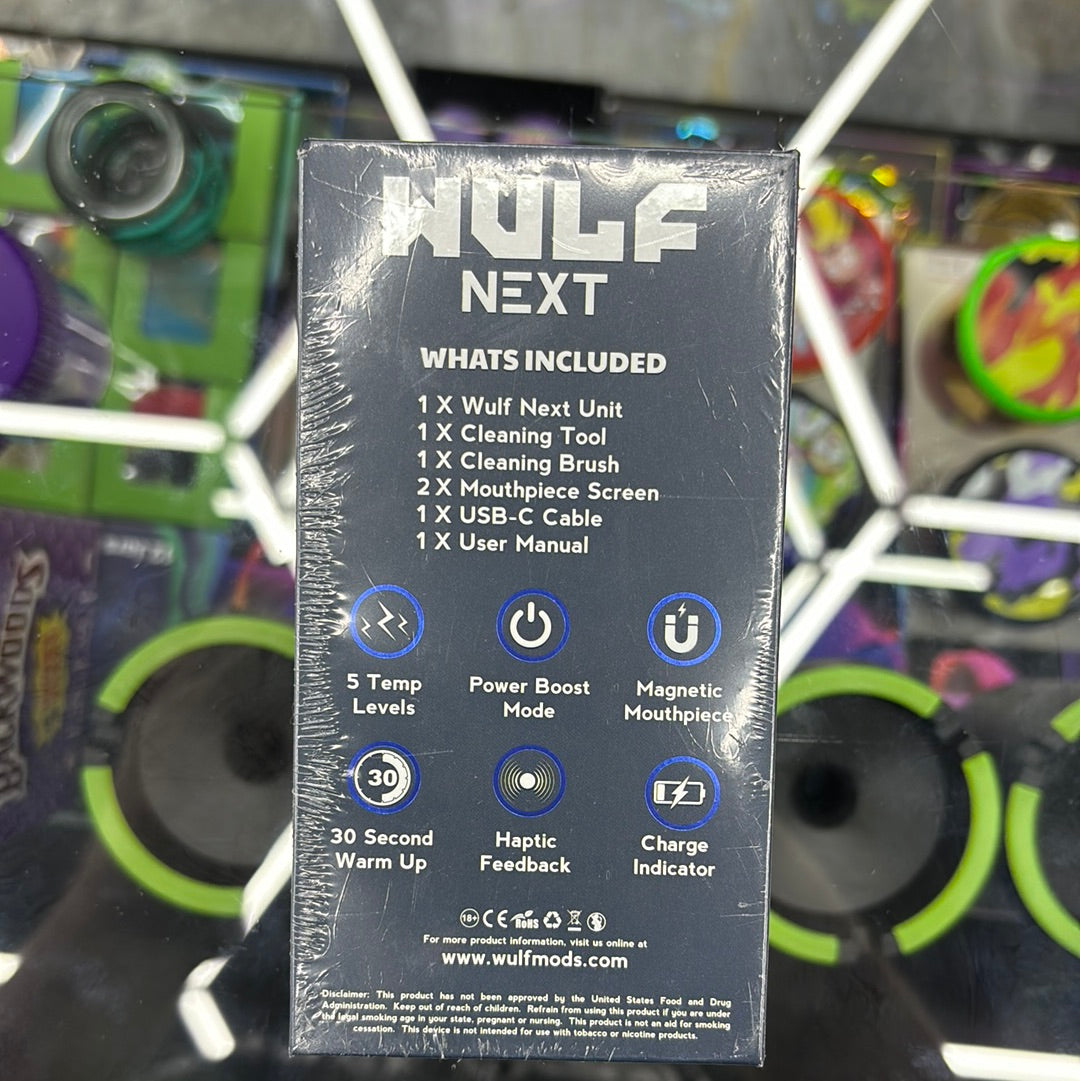 WULF
NEXT
WHATS INCLUDED
1 X Wulf Next Unit
1 X Cleaning Tool
1 X Cleaning Brush
2 X Mouthpiece Screen
1 X USB-C Cable
1 X User Manual
5 Temp
Levels
Power Boost
Mode
Magnetic
Mouthpiece
30
30 Second
Warm Up
Haptic
Feedback
Charge
Indicator
18+ CE RoHS
For more product information, visit us online at
www.wulfmods.com
Disclaimer: This product has not been approved by the United States Food and Drug
Administration. Keep out of reach of children. Refrain from using this product if you are under
the legal smoking age in your state, pregnant or nursing. This product is not an aid for smoking
cessation. This device is not intended for use with tobacco or nicotine products.
BACKWOODS